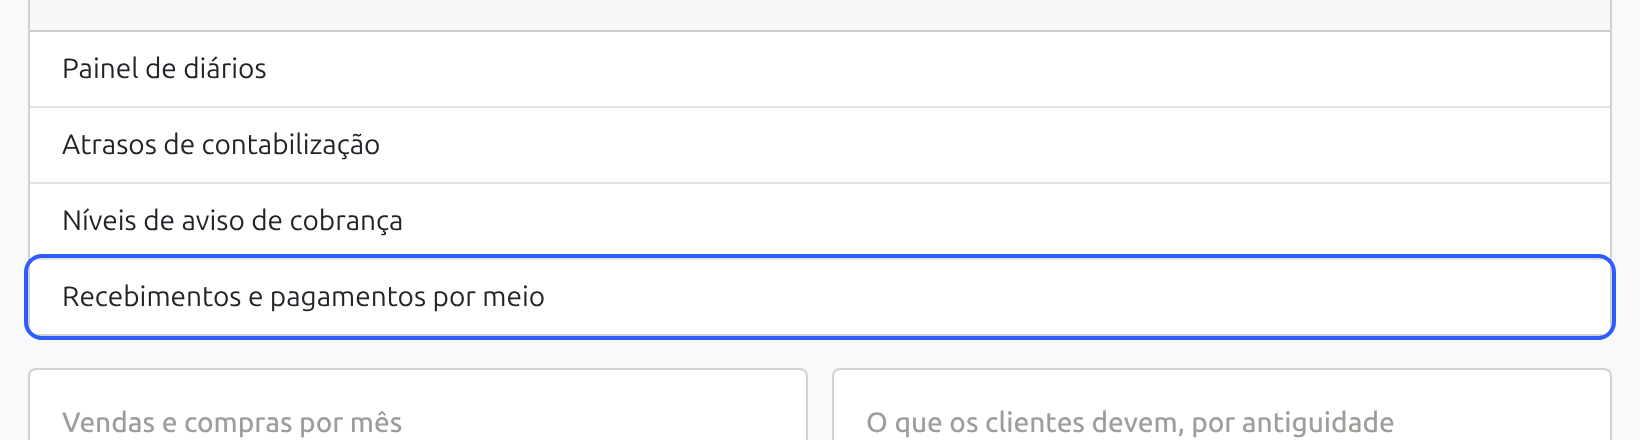 Painel de diários
Atrasos de contabilização
Níveis de aviso de cobrança
Recebimentos e pagamentos por meio
Vendas e compras por mês
O que os clientes devem, por antiguidade